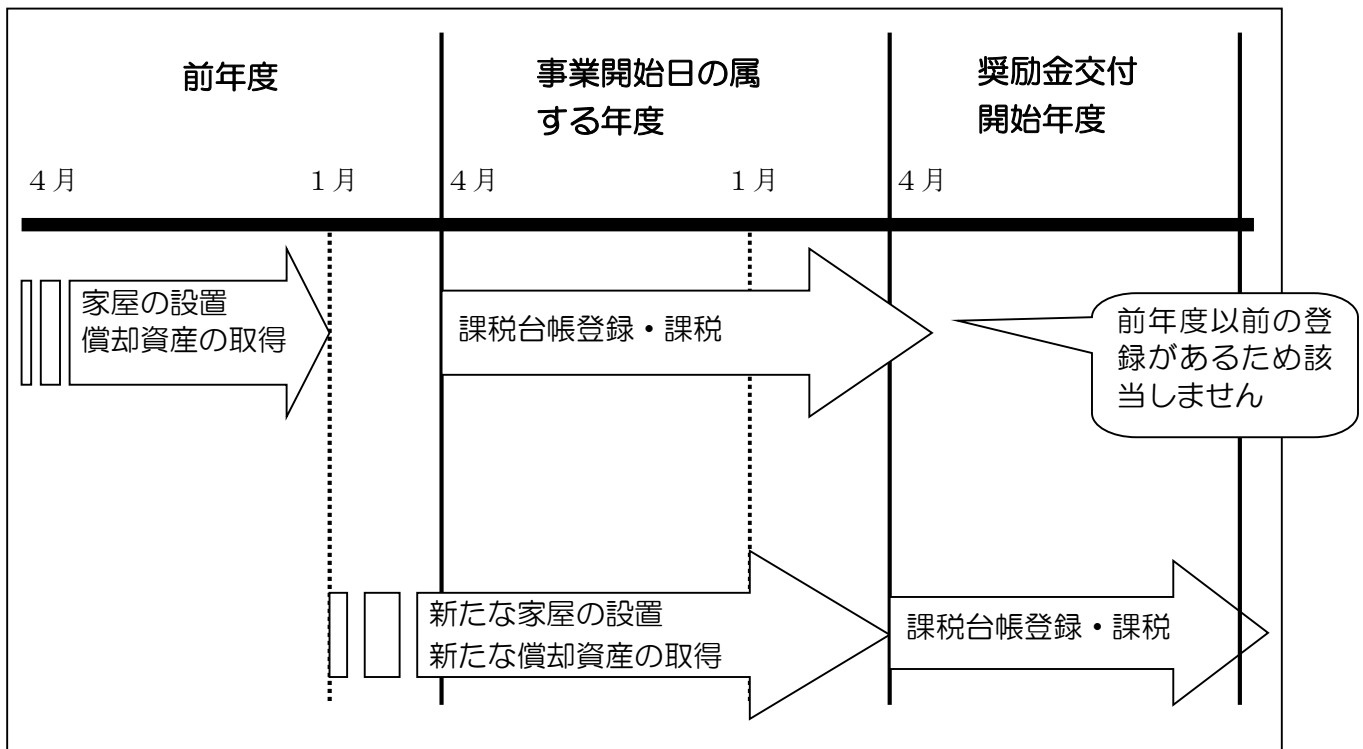 前年度
事業開始日の属
する年度
奨励金交付
開始年度
４月
１月
４月
１月
４月
家屋の設置
償却資産の取得
課税台帳登録・課税
前年度以前の登
録があるため該
当しません
新たな家屋の設置
新たな償却資産の取得
課税台帳登録・課税